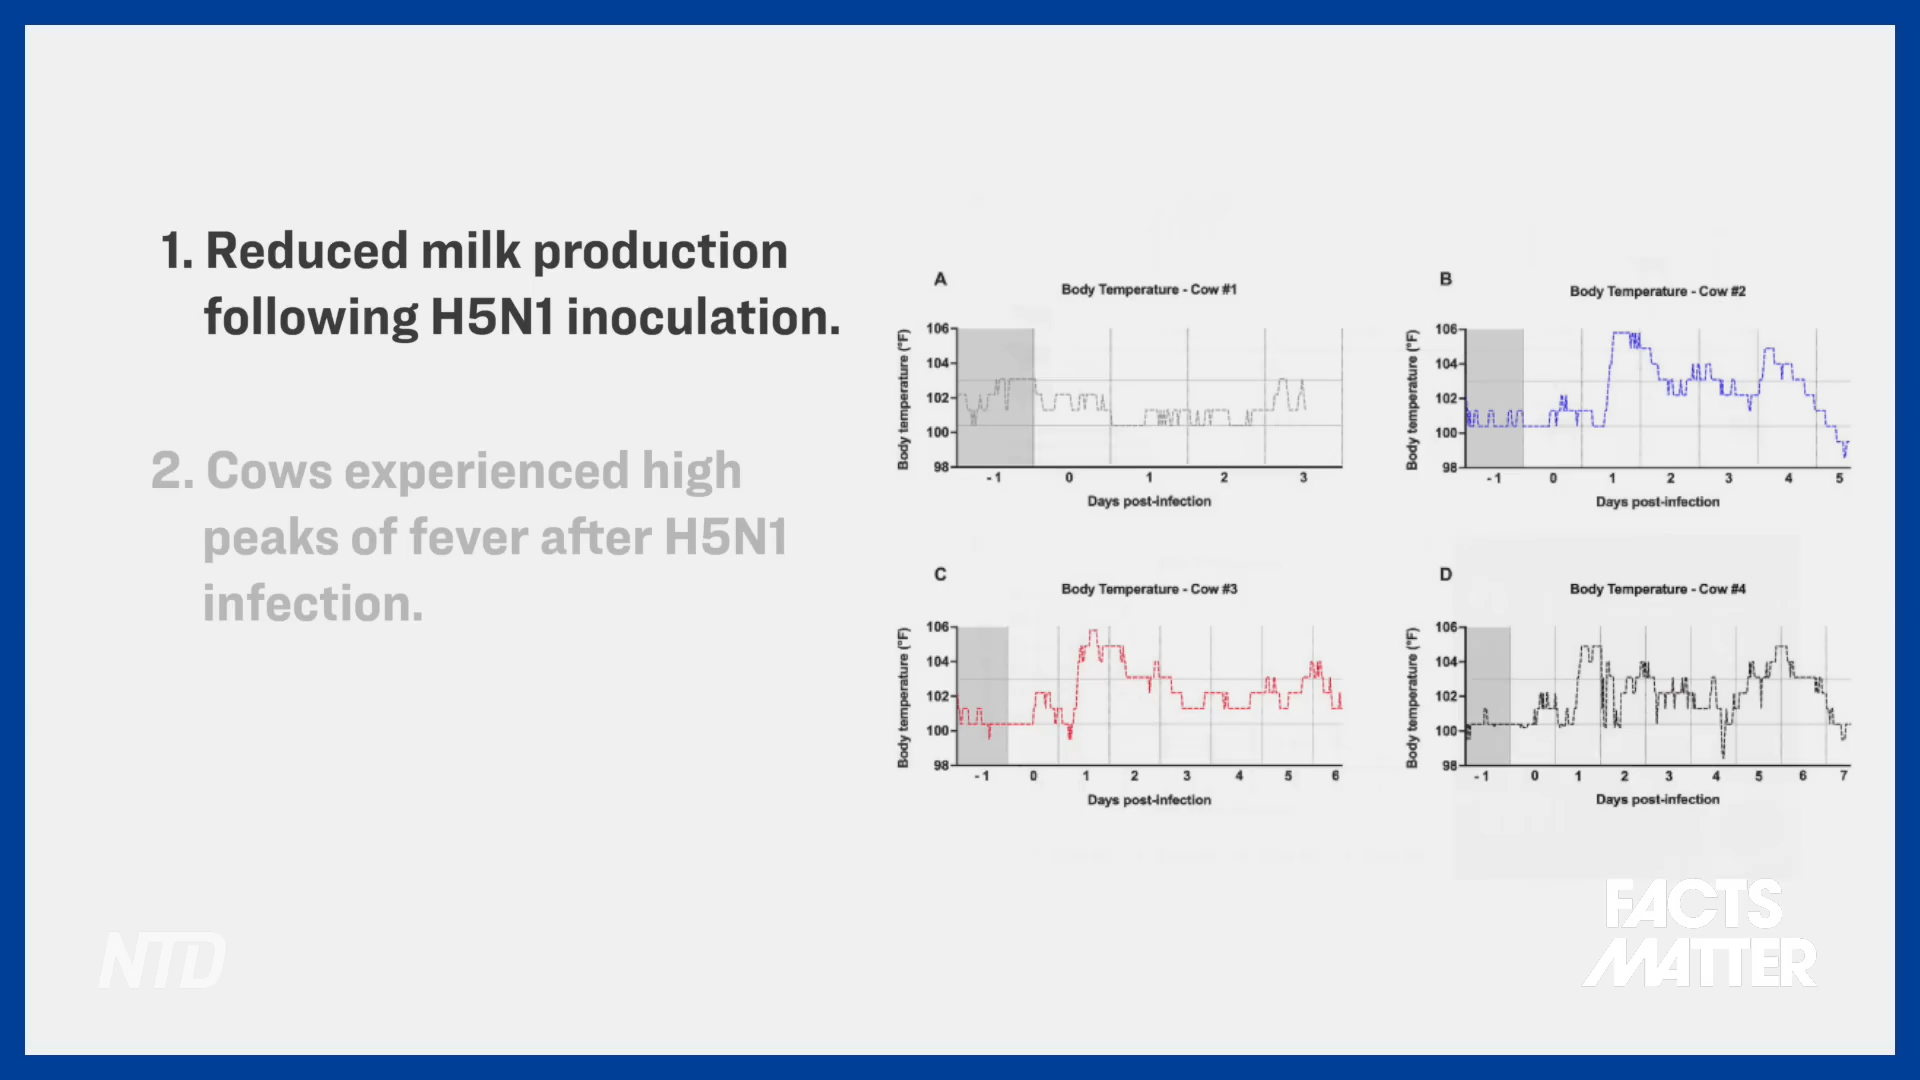 1. Reduced milk production
following H5N1 inoculation.
2. Cows experienced high
peaks of fever after H5N1
infection.
A
Body Temperature - Cow #1
Body temperature (°F)
106
104
102
100
98
-1 0 1 2 3
Days post-infection
B
Body Temperature - Cow #2
Body temperature (°F)
106
104
102
100
98
-1 0 1 2 3 4 5
Days post-infection
C
Body Temperature - Cow #3
Body temperature (°F)
106
104
102
100
98
-1 0 1 2 3 4 5 6
Days post-infection
D
Body Temperature - Cow #4
Body temperature (°F)
106
104
102
100
98
-1 0 1 2 3 4 5 6 7
Days post-infection
NTD
FACTS
MATTER